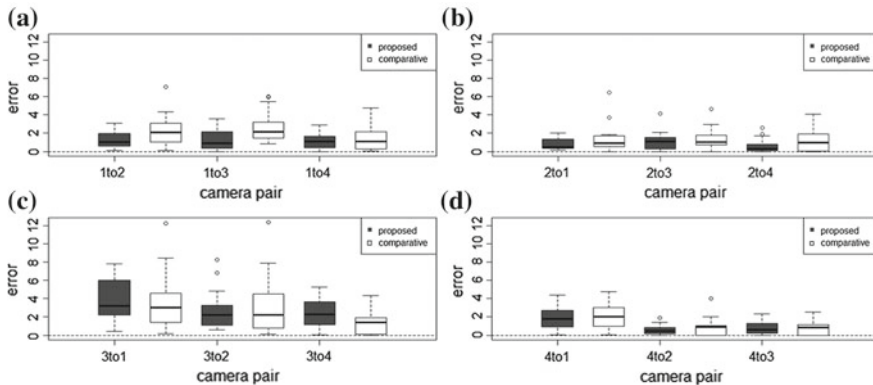 (a)
error
0 2 4 6 8 10 12
proposed
comparative
1to2 1to3 1to4
camera pair
(b)
error
0 2 4 6 8 10 12
proposed
comparative
2to1 2to3 2to4
camera pair
(c)
error
0 2 4 6 8 10 12
proposed
comparative
3to1 3to2 3to4
camera pair
(d)
error
0 2 4 6 8 10 12
proposed
comparative
4to1 4to2 4to3
camera pair